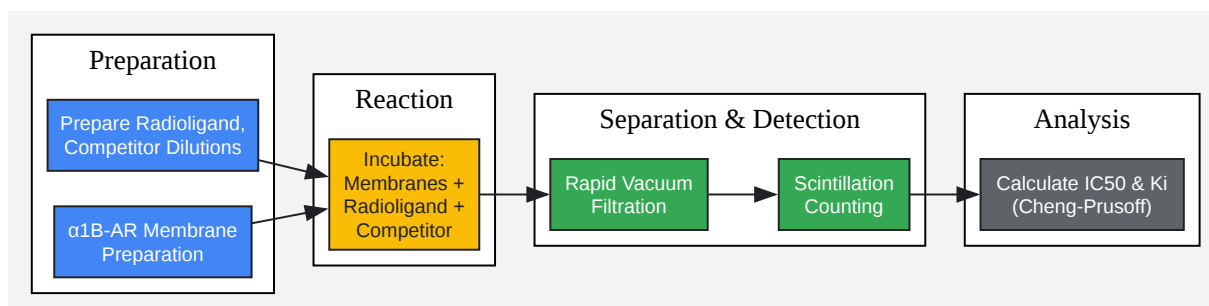 Preparation
Prepare Radioligand,
Competitor Dilutions
α1B-AR Membrane
Preparation
Reaction
Incubate:
Membranes +
Radioligand +
Competitor
Separation & Detection
Rapid Vacuum
Filtration
Scintillation
Counting
Analysis
Calculate IC50 & Ki
(Cheng-Prusoff)